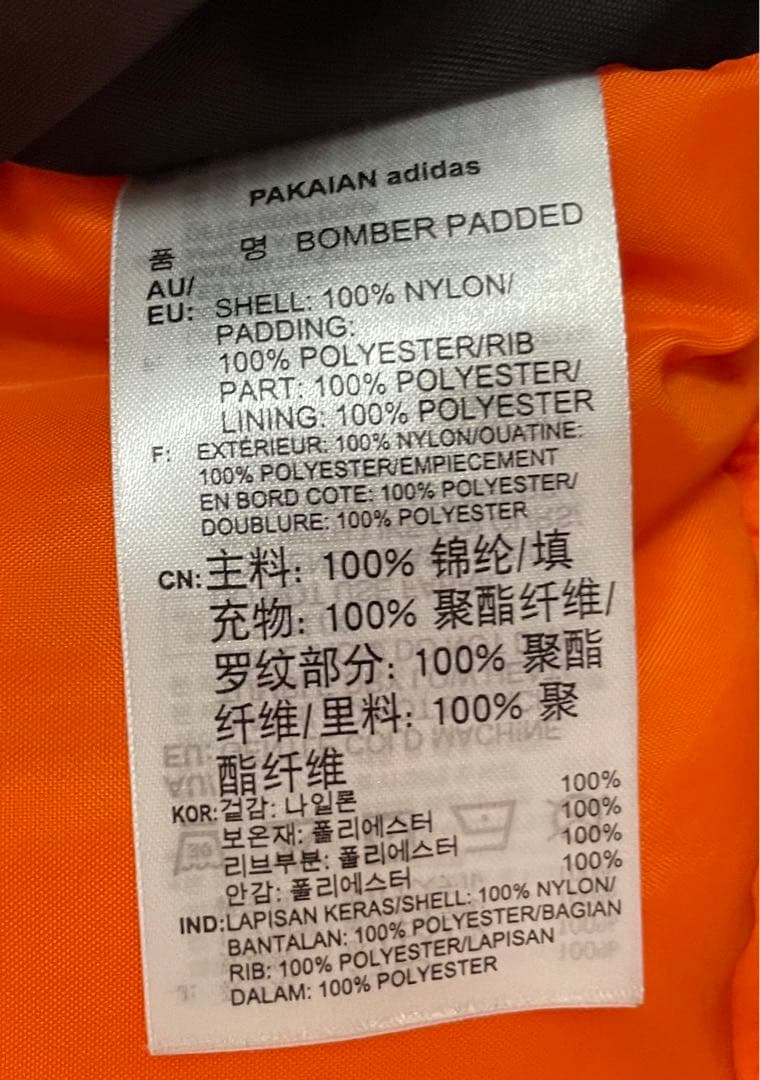 PAKAIAN adidas
품 명 BOMBER PADDED
AU/
EU: SHELL: 100% NYLON/
PADDING:
100% POLYESTER/RIB
PART: 100% POLYESTER/
LINING: 100% POLYESTER
F: EXTÉRIEUR: 100% NYLON/OUATINE:
100% POLYESTER/EMPIECEMENT
EN BORD COTE: 100% POLYESTER/
DOUBLURE: 100% POLYESTER
CN: 主料: 100% 锦纶/填
充物: 100% 聚酯纤维/
罗纹部分: 100% 聚酯
纤维/里料: 100% 聚
酯纤维
KOR: 겉감: 나일론 100%
보온재: 폴리에스터 100%
리브부분: 폴리에스터 100%
안감: 폴리에스터 100%
IND: LAPISAN KERAS/SHELL: 100% NYLON/
BANTALAN: 100% POLYESTER/BAGIAN
RIB: 100% POLYESTER/LAPISAN
DALAM: 100% POLYESTER